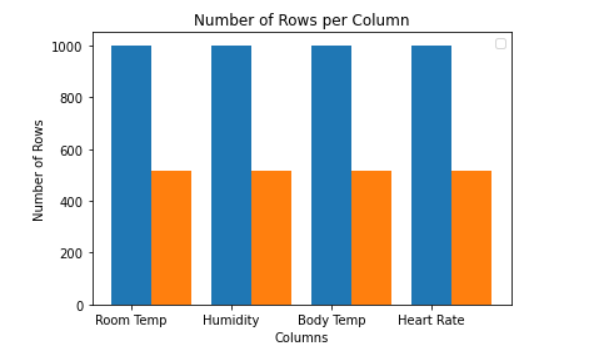 Number of Rows per Column
1000
800
600
400
200
0
Number of Rows
Room Temp Humidity Body Temp Heart Rate
Columns